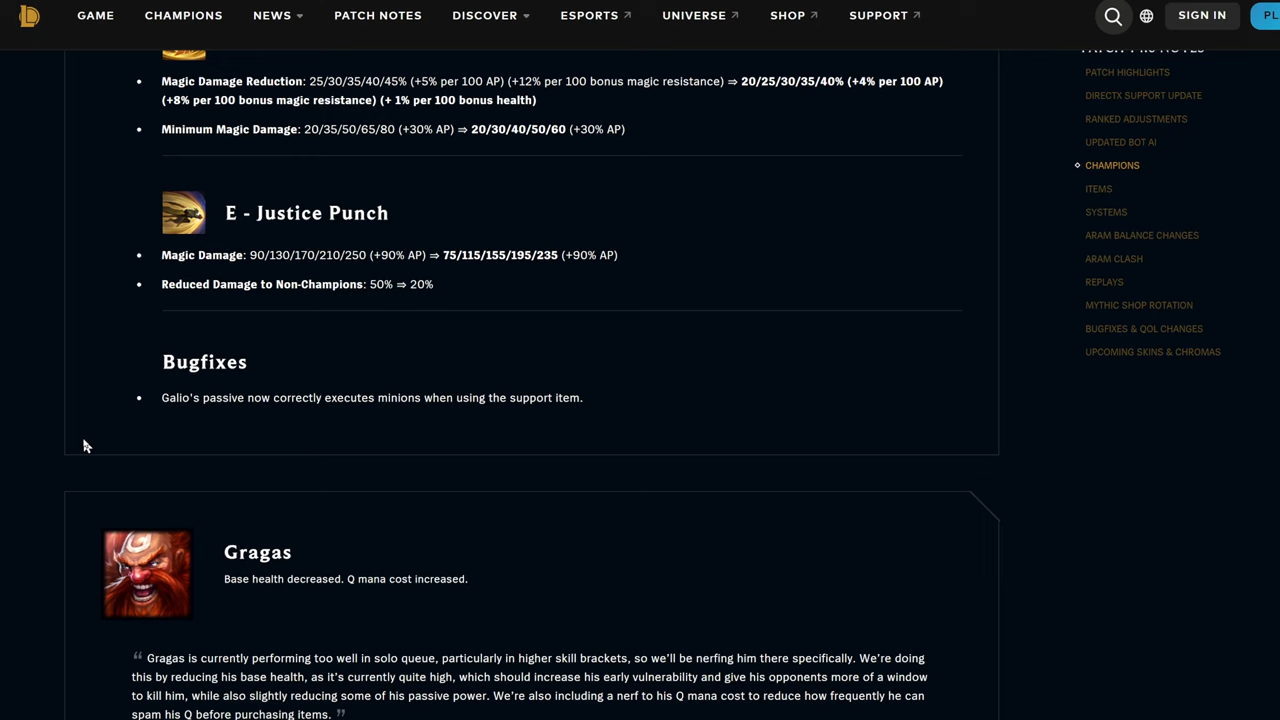 GAME CHAMPIONS NEWS PATCH NOTES DISCOVER ESPORTS UNIVERSE SHOP SUPPORT SIGN IN PL
PATCH HIGHLIGHTS
DIRECTX SUPPORT UPDATE
RANKED ADJUSTMENTS
UPDATED BOT AI
CHAMPIONS
ITEMS
SYSTEMS
ARAM BALANCE CHANGES
ARAM CLASH
REPLAYS
MYTHIC SHOP ROTATION
BUGFIXES & QOL CHANGES
UPCOMING SKINS & CHROMAS
• Magic Damage Reduction: 25/30/35/40/45% (+5% per 100 AP) (+12% per 100 bonus magic resistance) ⇒ 20/25/30/35/40% (+4% per 100 AP)
(+8% per 100 bonus magic resistance) (+ 1% per 100 bonus health)
• Minimum Magic Damage: 20/35/50/65/80 (+30% AP) ⇒ 20/30/40/50/60 (+30% AP)
E - Justice Punch
• Magic Damage: 90/130/170/210/250 (+90% AP) ⇒ 75/115/155/195/235 (+90% AP)
• Reduced Damage to Non-Champions: 50% ⇒ 20%
Bugfixes
• Galio's passive now correctly executes minions when using the support item.
Gragas
Base health decreased. Q mana cost increased.
“ Gragas is currently performing too well in solo queue, particularly in higher skill brackets, so we’ll be nerfing him there specifically. We’re doing
this by reducing his base health, as it’s currently quite high, which should increase his early vulnerability and give his opponents more of a window
to kill him, while also slightly reducing some of his passive power. We’re also including a nerf to his Q mana cost to reduce how frequently he can
spam his Q before purchasing items. ”